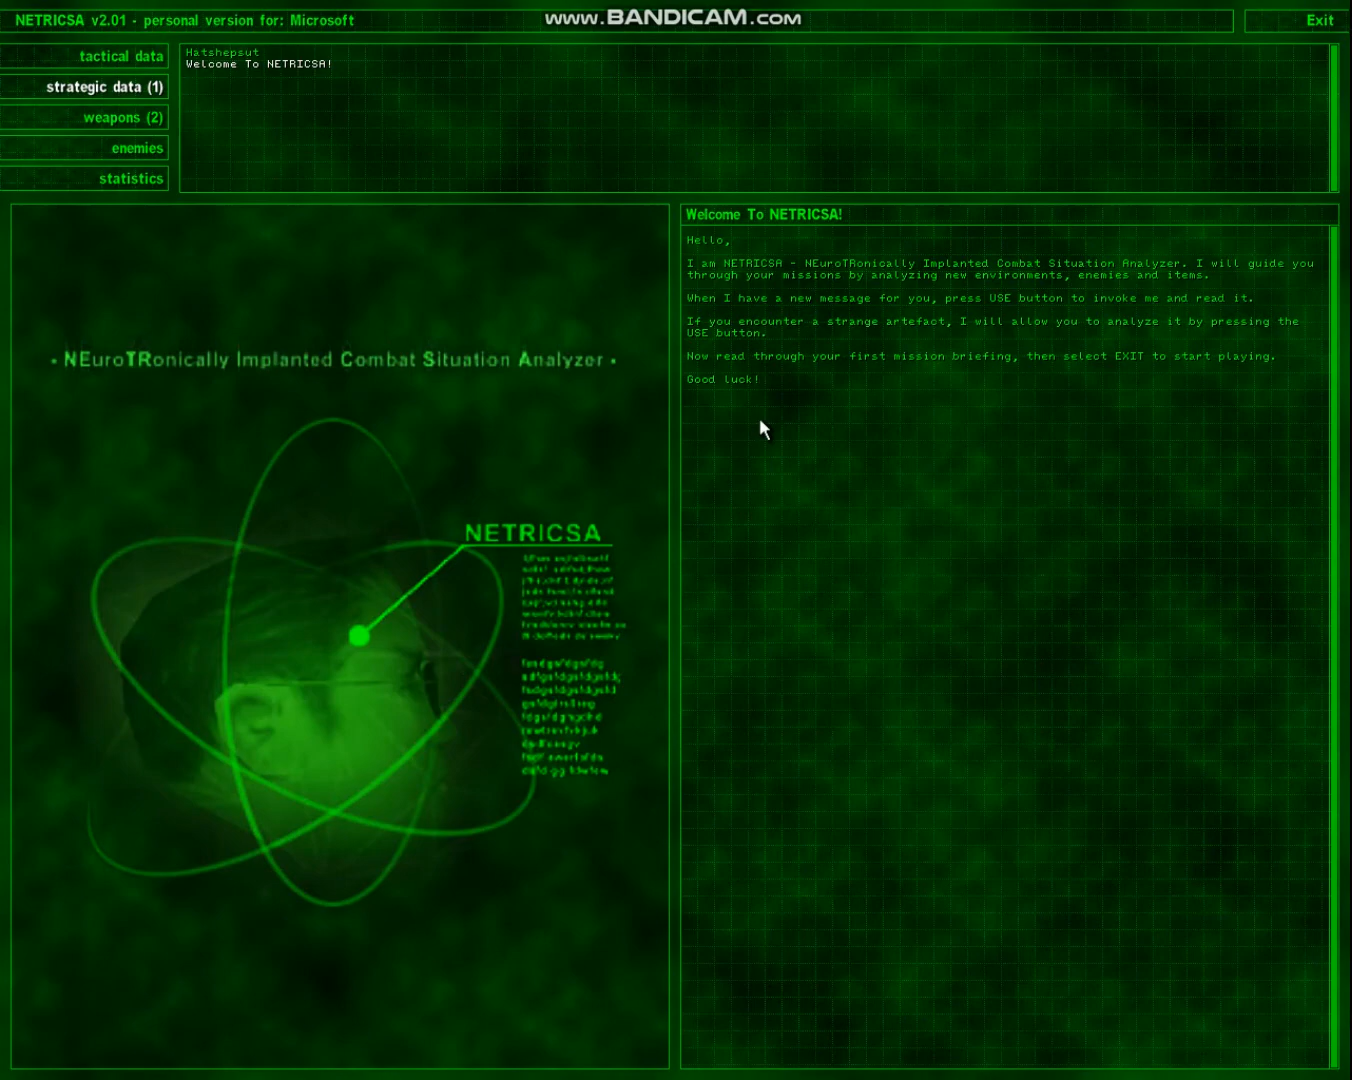 NETRICSA v2.01 - personal version for: Microsoft
www.BANDICAM.com
Exit
tactical data
strategic data (1)
weapons (2)
enemies
statistics
Hatshepsut
Welcome To NETRICSA!
- NEuroTRonically Implanted Combat Situation Analyzer -
NETRICSA
Welcome To NETRICSA!
Hello,
I am NETRICSA - NEuroTRonically Implanted Combat Situation Analyzer. I will guide you
through your missions by analyzing new environments, enemies and items.
When I have a new message for you, press USE button to invoke me and read it.
If you encounter a strange artefact, I will allow you to analyze it by pressing the
USE button.
Now read through your first mission briefing, then select EXIT to start playing.
Good luck!